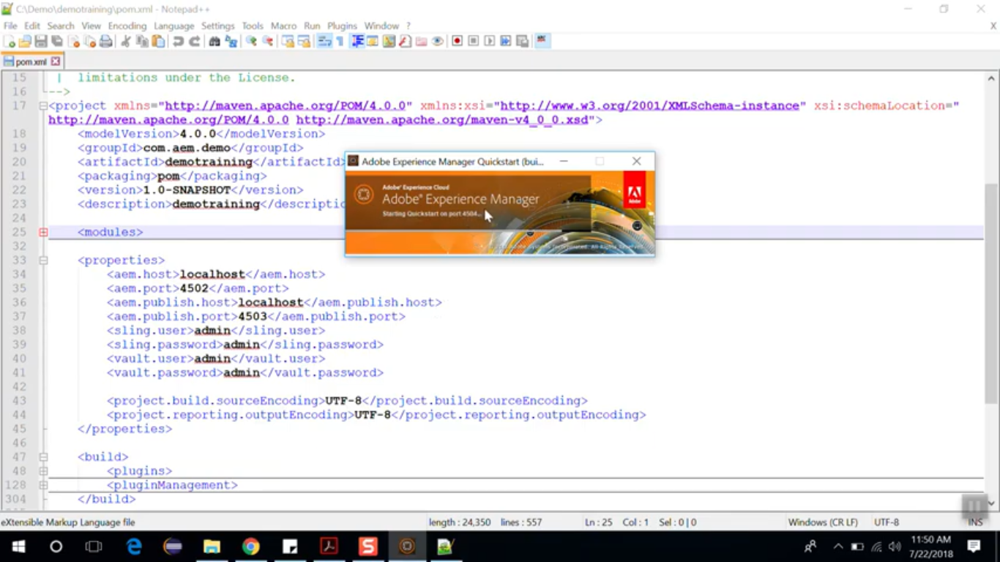 C:\Demo\demotraining\pom.xml - Notepad++
File Edit Search View Encoding Language Settings Tools Macro Run Plugins Window ? X
pom.xml
15 | limitations under the License.
16 -->
17 <project xmlns="http://maven.apache.org/POM/4.0.0" xmlns:xsi="http://www.w3.org/2001/XMLSchema-instance" xsi:schemaLocation="
http://maven.apache.org/POM/4.0.0 http://maven.apache.org/maven-v4_0_0.xsd">
18 <modelVersion>4.0.0</modelVersion>
19 <groupId>com.aem.demo</groupId>
20 <artifactId>demotraining</artifactId>
21 <packaging>pom</packaging>
22 <version>1.0-SNAPSHOT</version>
23 <description>demotraining</descriptio
24
25 <modules>
32
33 <properties>
34 <aem.host>localhost</aem.host>
35 <aem.port>4502</aem.port>
36 <aem.publish.host>localhost</aem.publish.host>
37 <aem.publish.port>4503</aem.publish.port>
38 <sling.user>admin</sling.user>
39 <sling.password>admin</sling.password>
40 <vault.user>admin</vault.user>
41 <vault.password>admin</vault.password>
42
43 <project.build.sourceEncoding>UTF-8</project.build.sourceEncoding>
44 <project.reporting.outputEncoding>UTF-8</project.reporting.outputEncoding>
45 </properties>
46
47 <build>
48 <plugins>
128 <pluginManagement>
304 </build>
Adobe Experience Manager Quickstart (bui...
Adobe® Experience Cloud
Adobe® Experience Manager
Starting Quickstart on port 4504...
Adobe
All Rights Reserved
eXtensible Markup Language file length : 24,350 lines : 557 Ln : 25 Col : 1 Sel : 0 | 0 Windows (CR LF) UTF-8 INS
11:50 AM
7/22/2018